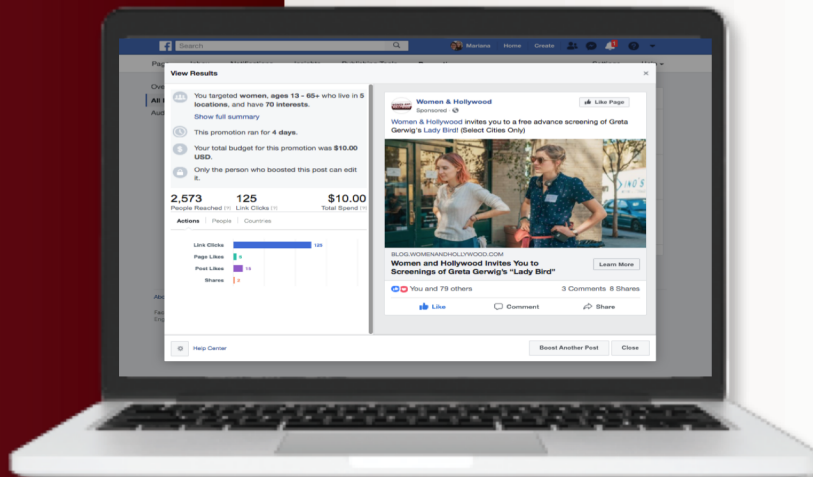 Search
Mariana Home Create
View Results
You targeted women, ages 13 - 65+ who live in 5
locations, and have 70 interests.
Show full summary
This promotion ran for 4 days.
Your total budget for this promotion was $10.00
USD.
Only the person who boosted this post can edit
it.
2,573 125 $10.00
People Reached [?] Link Clicks [?] Total Spend [?]
Actions People Countries
Link Clicks 125
Page Likes
Post Likes
Shares
Women & Hollywood
Like Page
Sponsored ·
Women & Hollywood invites you to a free advance screening of Greta
Gerwig's Lady Bird! (Select Cities Only)
BLOG.WOMENANDHOLLYWOOD.COM
Women and Hollywood Invites You to
Screenings of Greta Gerwig's "Lady Bird"
Learn More
You and 79 others 3 Comments 8 Shares
Like Comment Share
Help Center
Boost Another Post Close